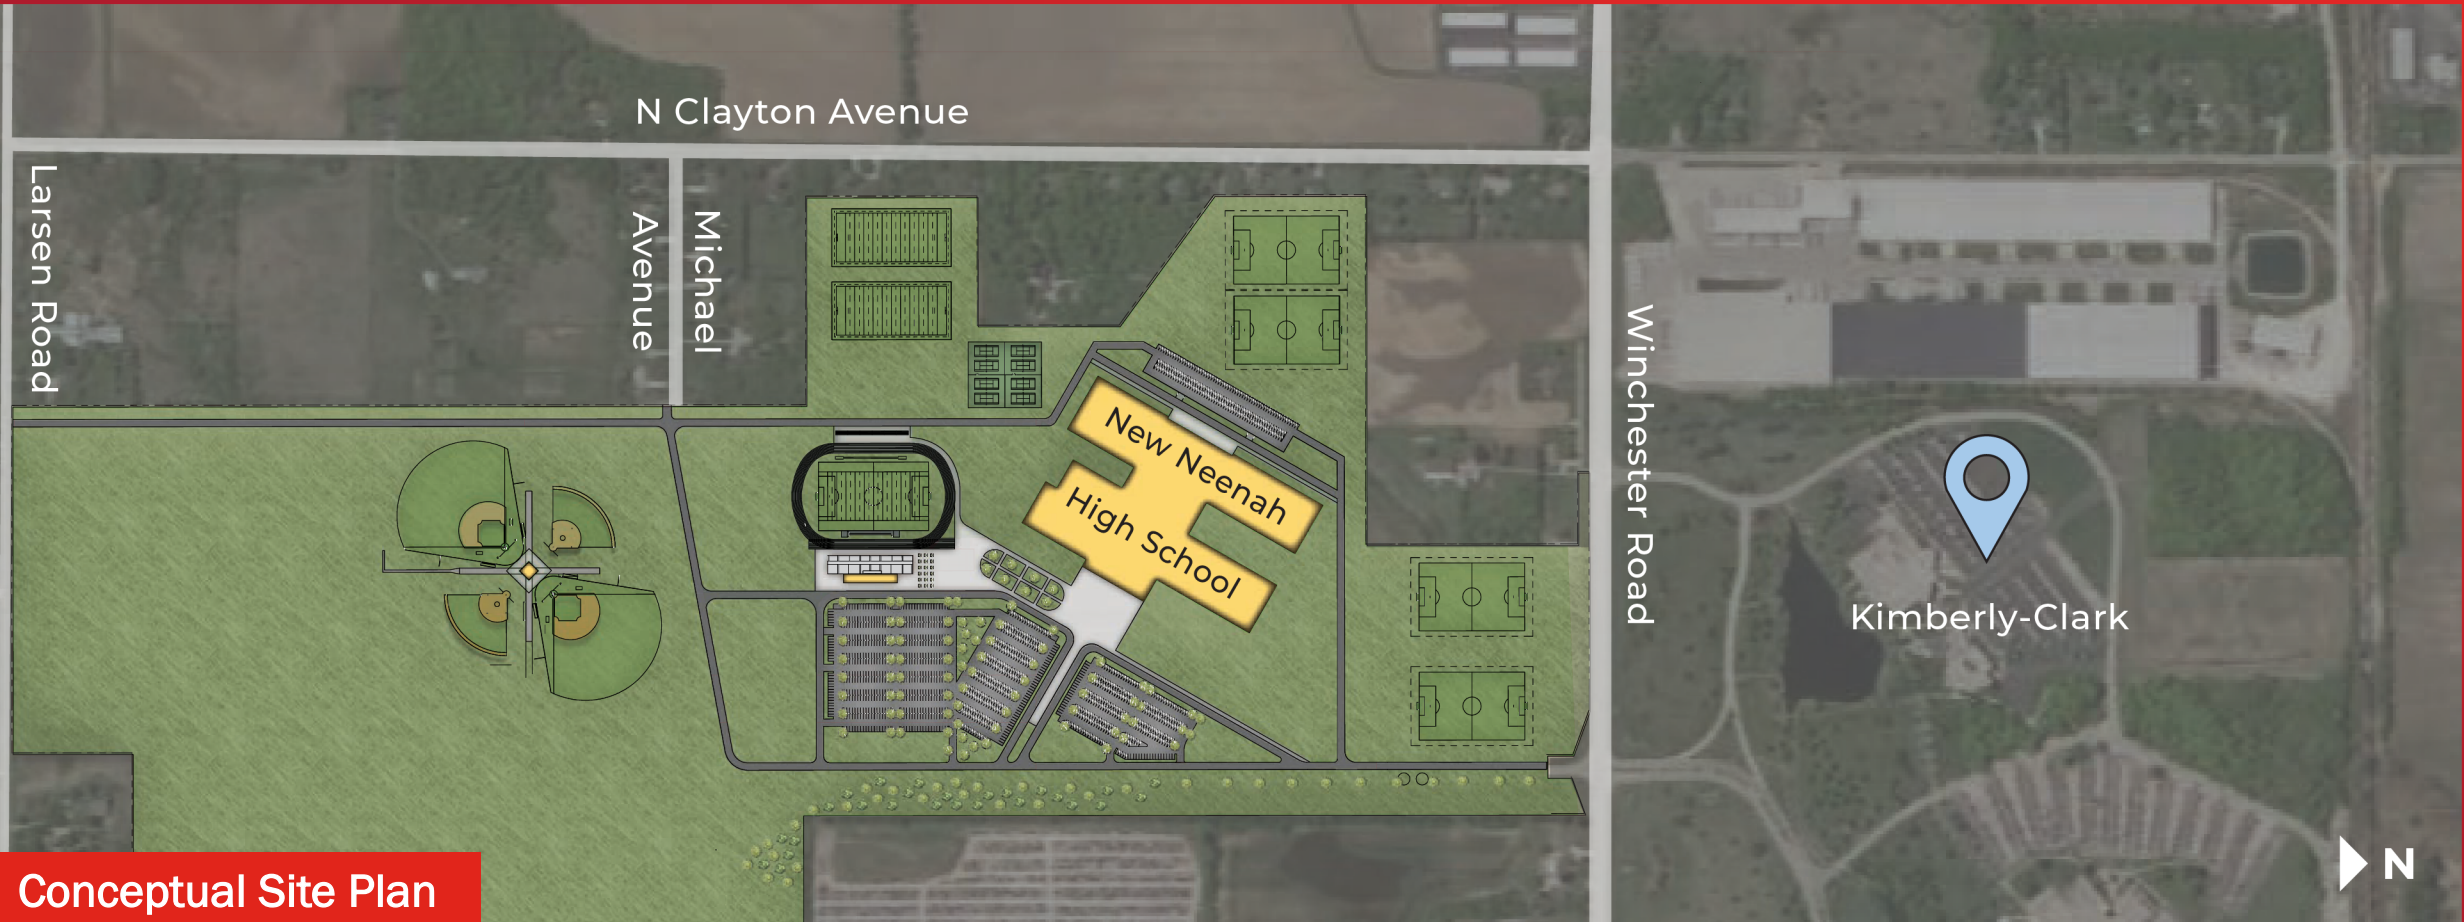 N Clayton Avenue
Larsen Road
Michael
Avenue
Winchester Road
New Neenah
High School
Kimberly-Clark
Conceptual Site Plan
N